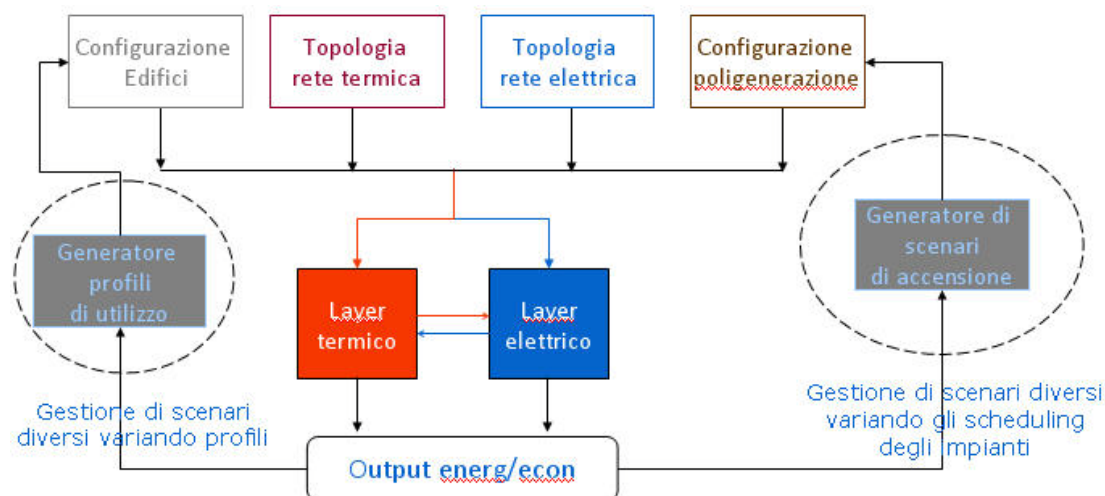 Configurazione
Edifici
Topologia
rete termica
Topologia
rete elettrica
Configurazione
poligenerazione
Generatore
profili
di utilizzo
Generatore di
scenari
di accensione
Layer
termico
Layer
elettrico
Gestione di scenari
diversi variando profili
Gestione di scenari diversi
variando gli scheduling
degli impianti
Output energ/econ